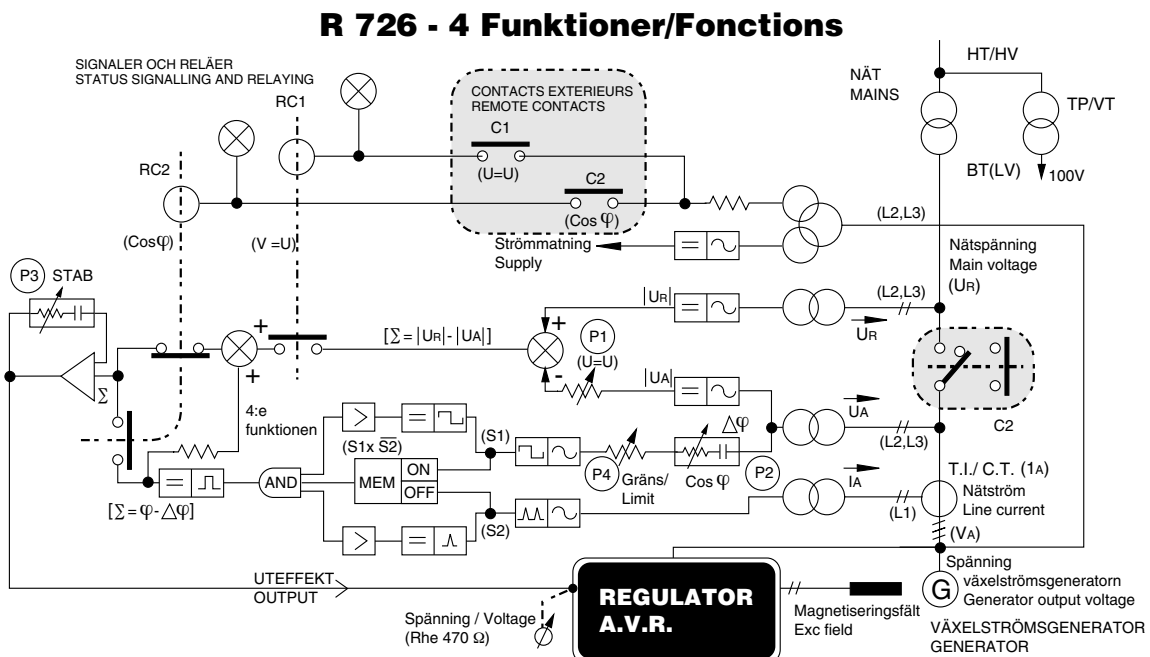 R 726 - 4 Funktioner/Fonctions
SIGNALER OCH RELÄER
STATUS SIGNALLING AND RELAYING
RC1
RC2
CONTACTS EXTERIEURS
REMOTE CONTACTS
C1
(U=U)
C2
(Cos φ)
NÄT
MAINS
HT/HV
TP/VT
BT(LV)
100V
(L2,L3)
(Cosφ)
(V =U)
Strömmatning
Supply
=
Nätspänning
Main voltage
(UR)
P3
STAB
|UR|
=
(L2,L3)
UR
+
+
[∑= |UR|-|UA|]
+
-
P1
(U=U)
|UA|
=
∑
4:e
funktionen
UA
(L2,L3)
C2
>
=
(S1x S̅2̅)
(S1)
Δφ
P4
Gräns/
Limit
Cos φ
P2
MEM
ON
OFF
AND
=
[∑=φ-Δφ]
(S2)
>
=
IA
(L1)
T.I./ C.T. (1A)
Nätström
Line current
(VA)
UTEFFEKT
OUTPUT
Spänning / Voltage
(Rhe 470 Ω)
REGULATOR
A.V.R.
Magnetiseringsfält
Exc field
G
Spänning
växelströmsgeneratorn
Generator output voltage
VÄXELSTRÖMSGENERATOR
GENERATOR